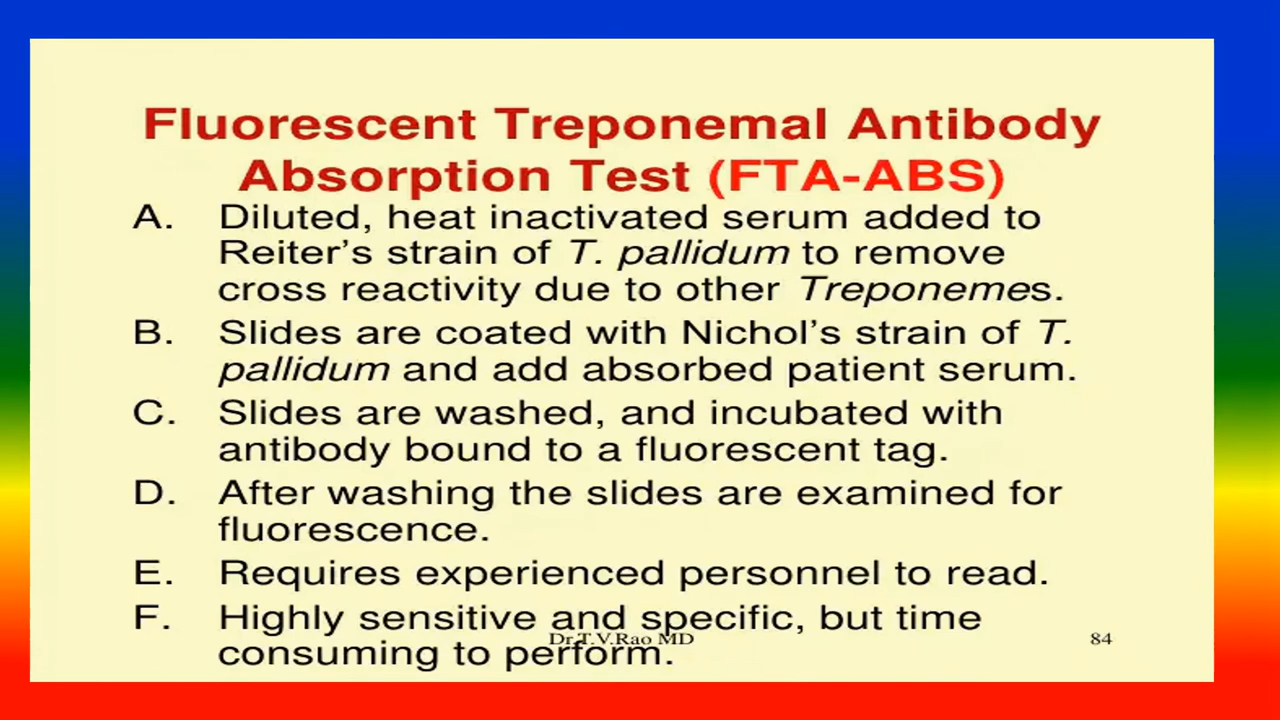 Fluorescent Treponemal Antibody
Absorption Test (FTA-ABS)
A. Diluted, heat inactivated serum added to
Reiter's strain of T. pallidum to remove
cross reactivity due to other Treponemes.
B. Slides are coated with Nichol's strain of T.
pallidum and add absorbed patient serum.
C. Slides are washed, and incubated with
antibody bound to a fluorescent tag.
D. After washing the slides are examined for
fluorescence.
E. Requires experienced personnel to read.
F. Highly sensitive and specific, but time
consuming to perform.
Dr.T.V.Rao MD
84